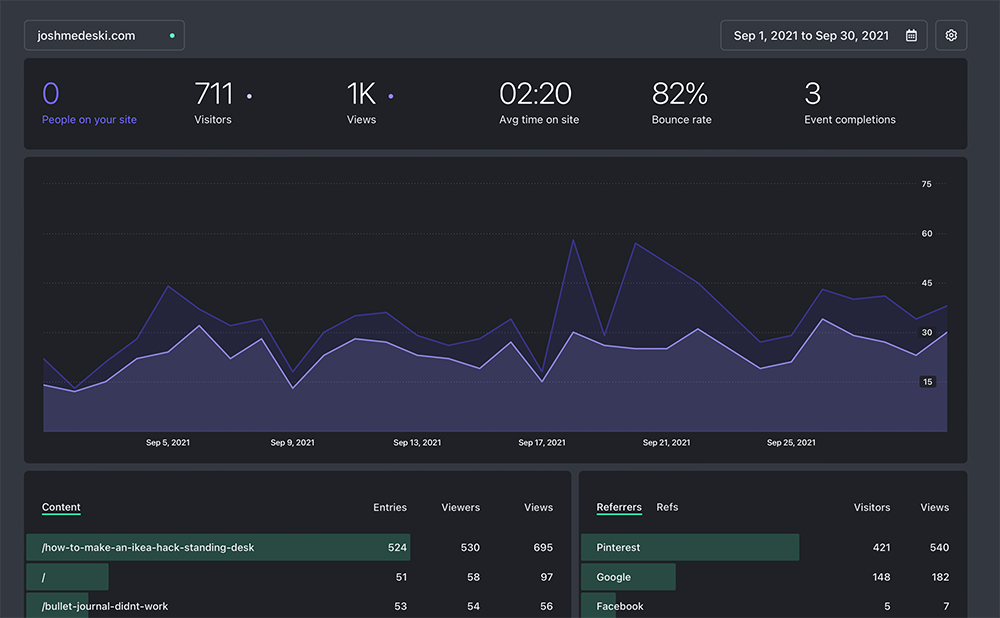 joshmedeski.com
Sep 1, 2021 to Sep 30, 2021
0 711 1K 02:20 82% 3
People on your site Visitors Views Avg time on site Bounce rate Event completions
75
60
45
30
15
Sep 5, 2021 Sep 9, 2021 Sep 13, 2021 Sep 17, 2021 Sep 21, 2021 Sep 25, 2021
Content Entries Viewers Views
/how-to-make-an-ikea-hack-standing-desk 524 530 695
/ 51 58 97
/bullet-journal-didnt-work 53 54 56
Referrers Refs Visitors Views
Pinterest 421 540
Google 148 182
Facebook 5 7